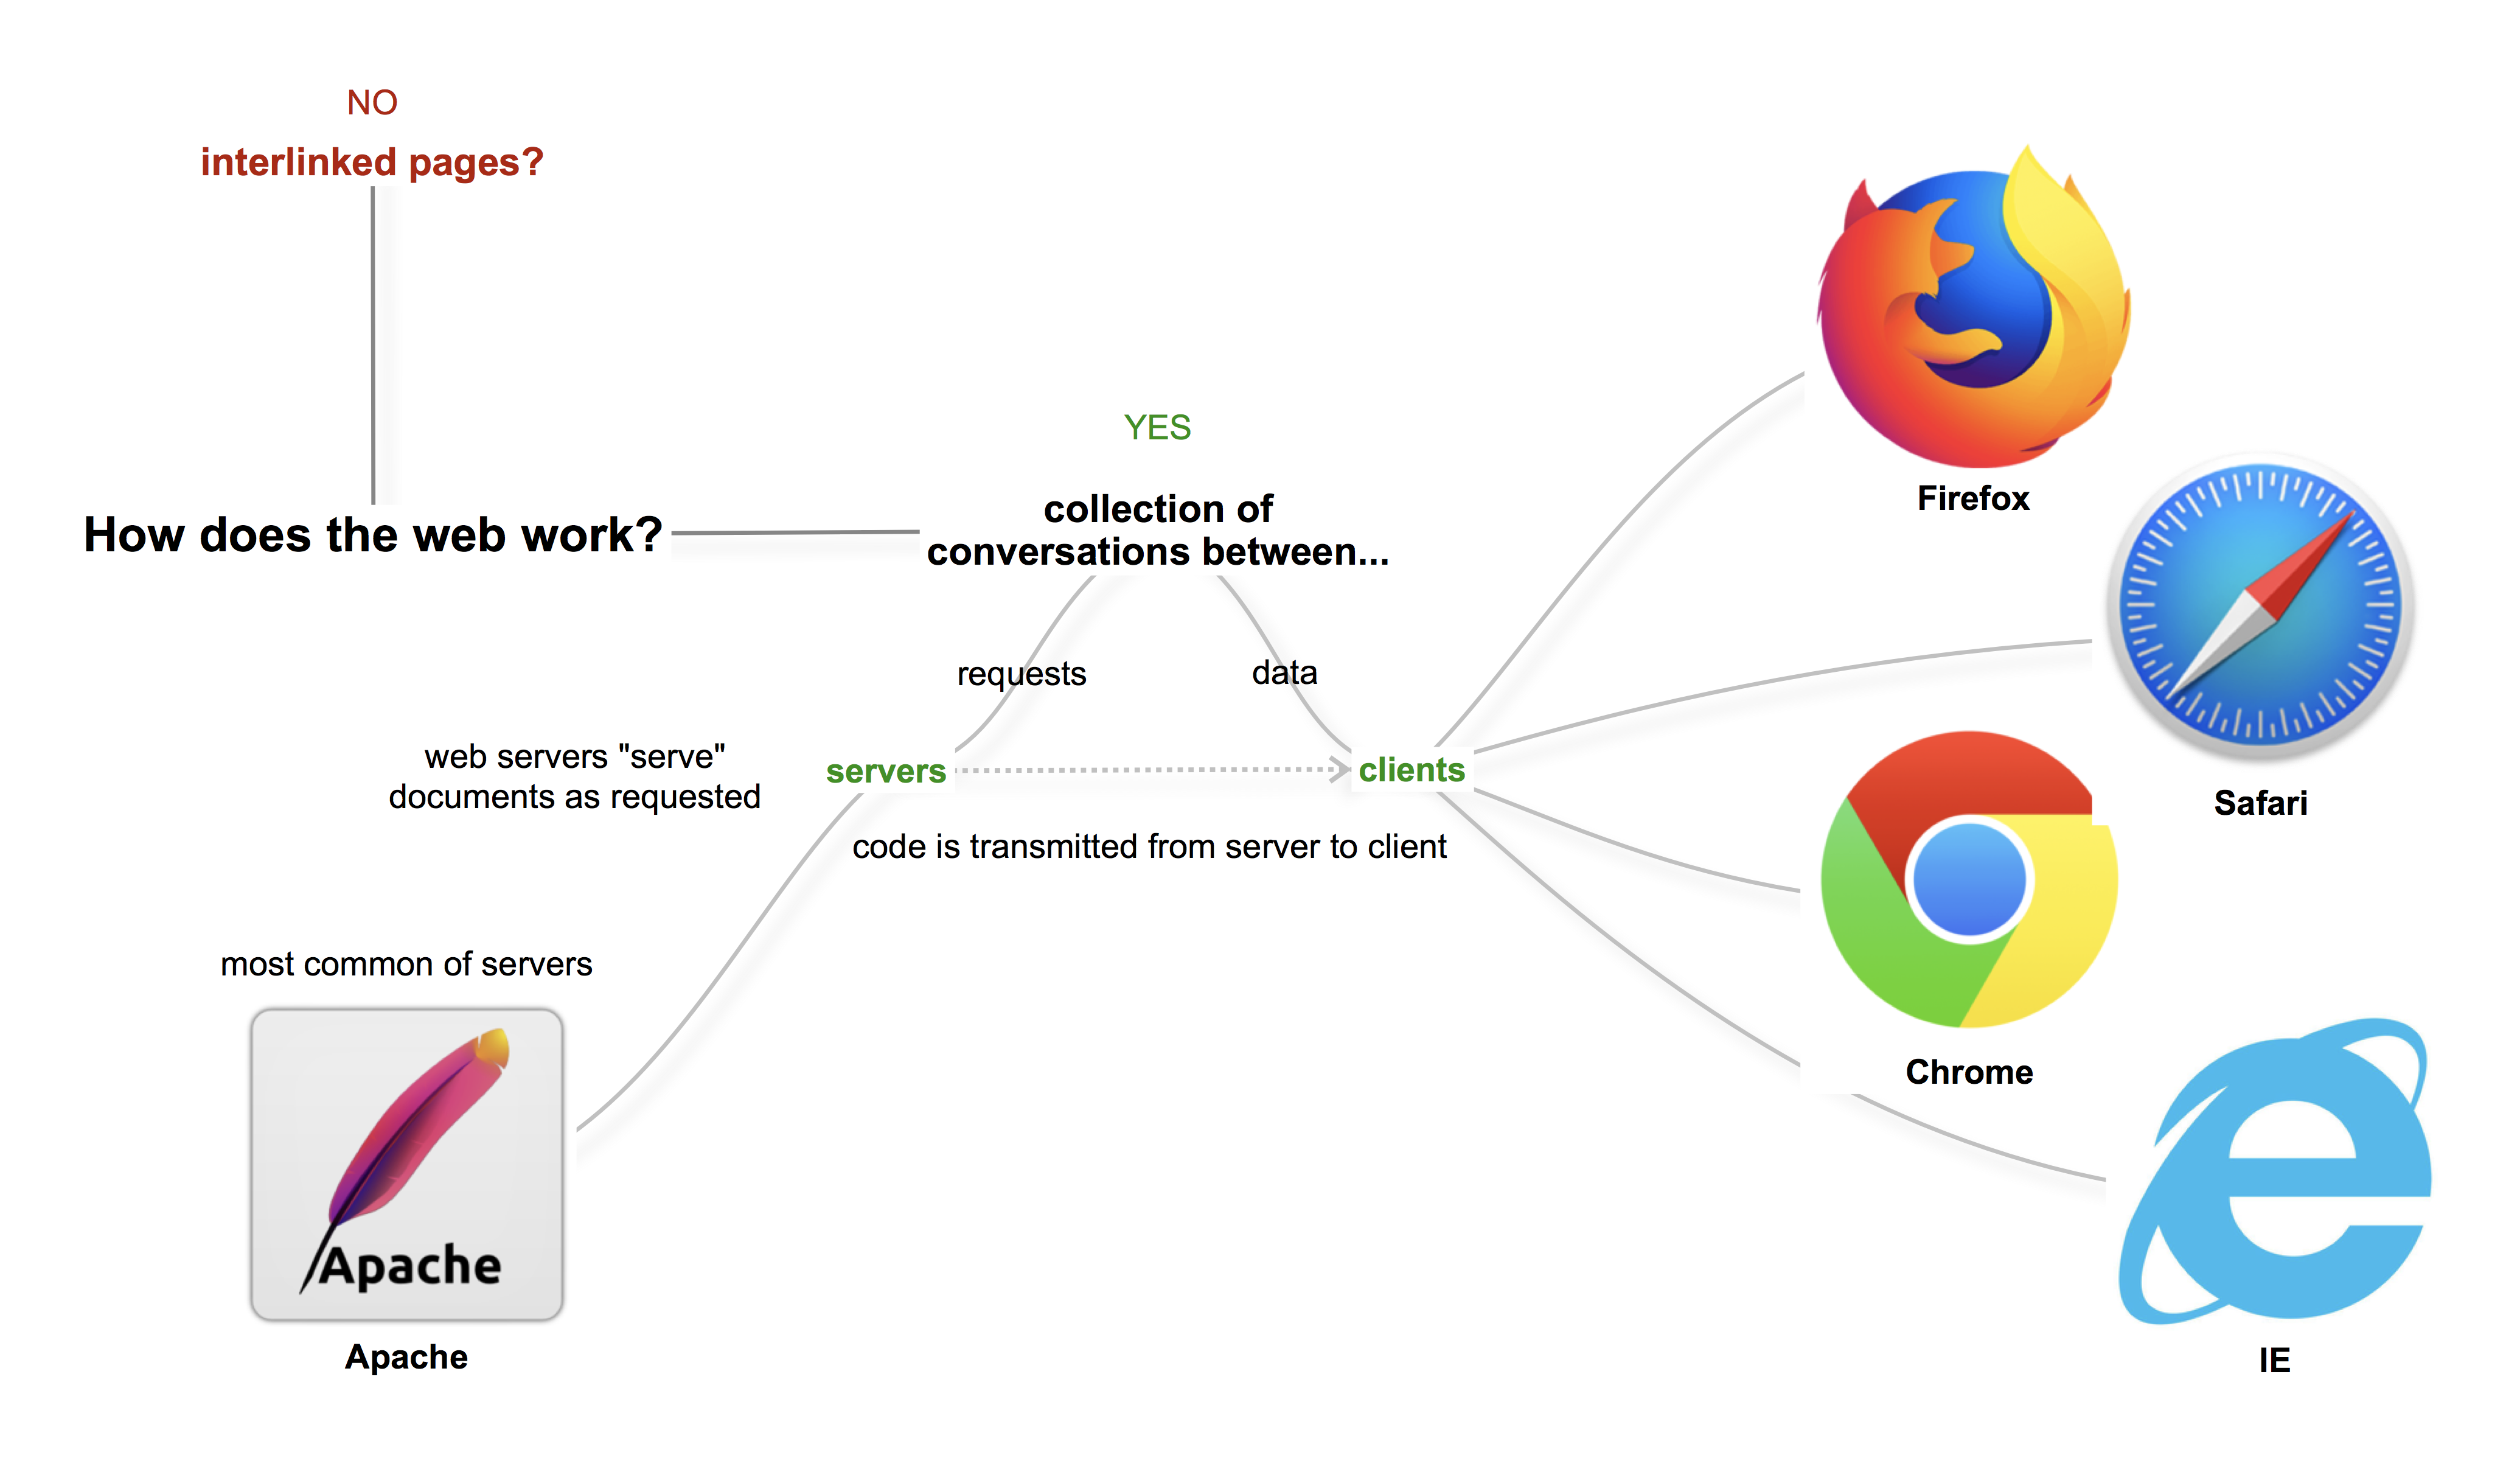 NO
interlinked pages?
How does the web work?
YES
collection of
conversations between...
requests
data
web servers "serve"
documents as requested
servers
clients
code is transmitted from server to client
most common of servers
Apache
Apache
Firefox
Safari
Chrome
IE